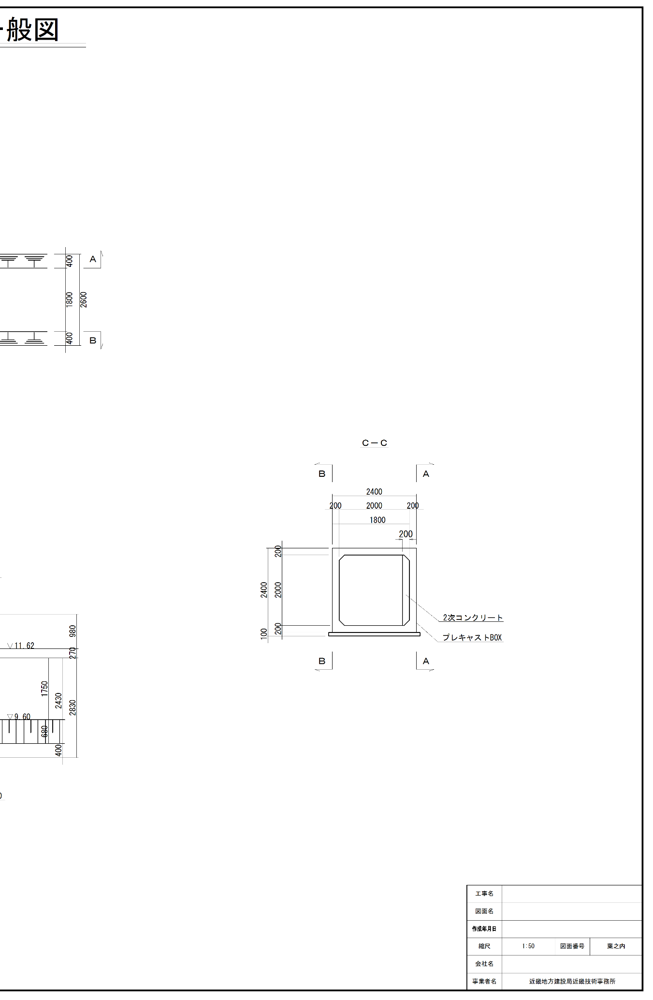 一般図
400
A
1800
2600
400
B
C－C
B
A
2400
200
2000
200
1800
200
200
2400
2000
200
100
2次コンクリート
プレキャストBOX
B
A
980
▽11.62
270
1750
2430
2830
▽9.60
680
400
工事名
図面名
作成年月日
縮尺 1:50 図面番号 葉之内
会社名
事業者名 近畿地方建設局近畿技術事務所